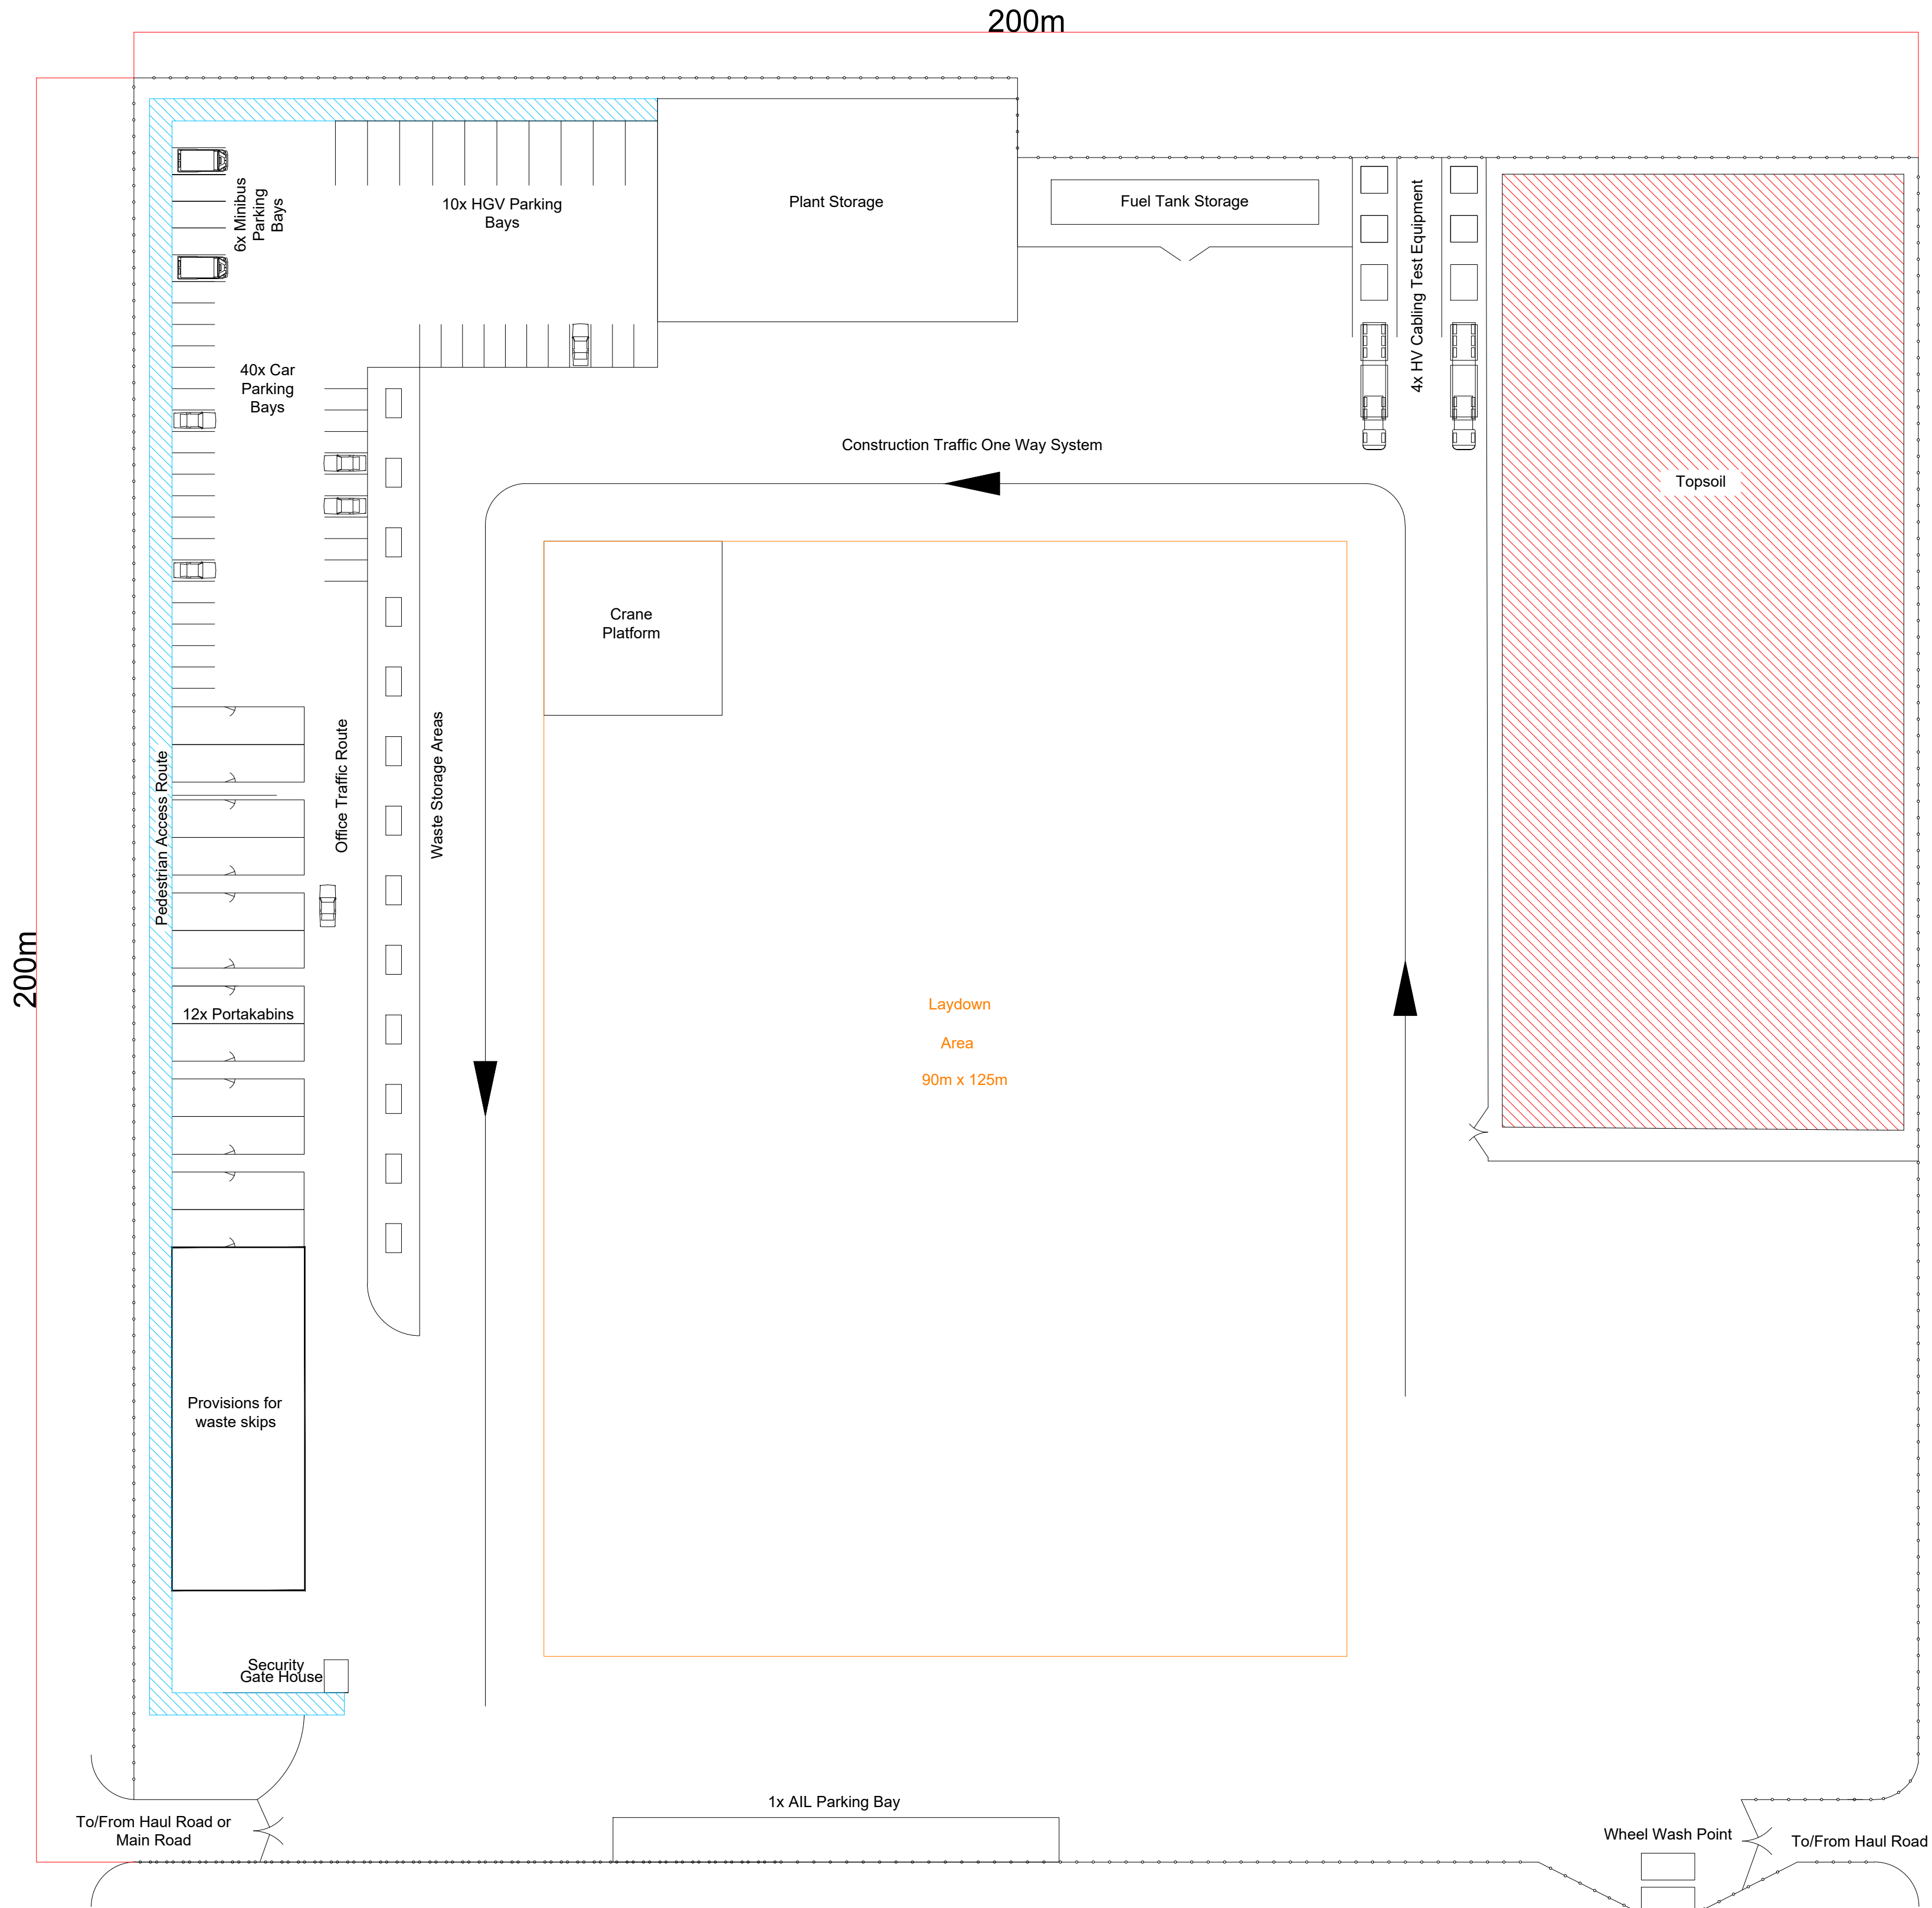 200m
6x Minibus
Parking
Bays
10x HGV Parking
Bays
Plant Storage
Fuel Tank Storage
4x HV Cabling Test Equipment
40x Car
Parking
Bays
Construction Traffic One Way System
Topsoil
Crane
Platform
Pedestrian Access Route
Office Traffic Route
Waste Storage Areas
200m
12x Portakabins
Laydown
Area
90m x 125m
Provisions for
waste skips
Security
Gate House
1x AIL Parking Bay
To/From Haul Road or
Main Road
Wheel Wash Point
To/From Haul Road